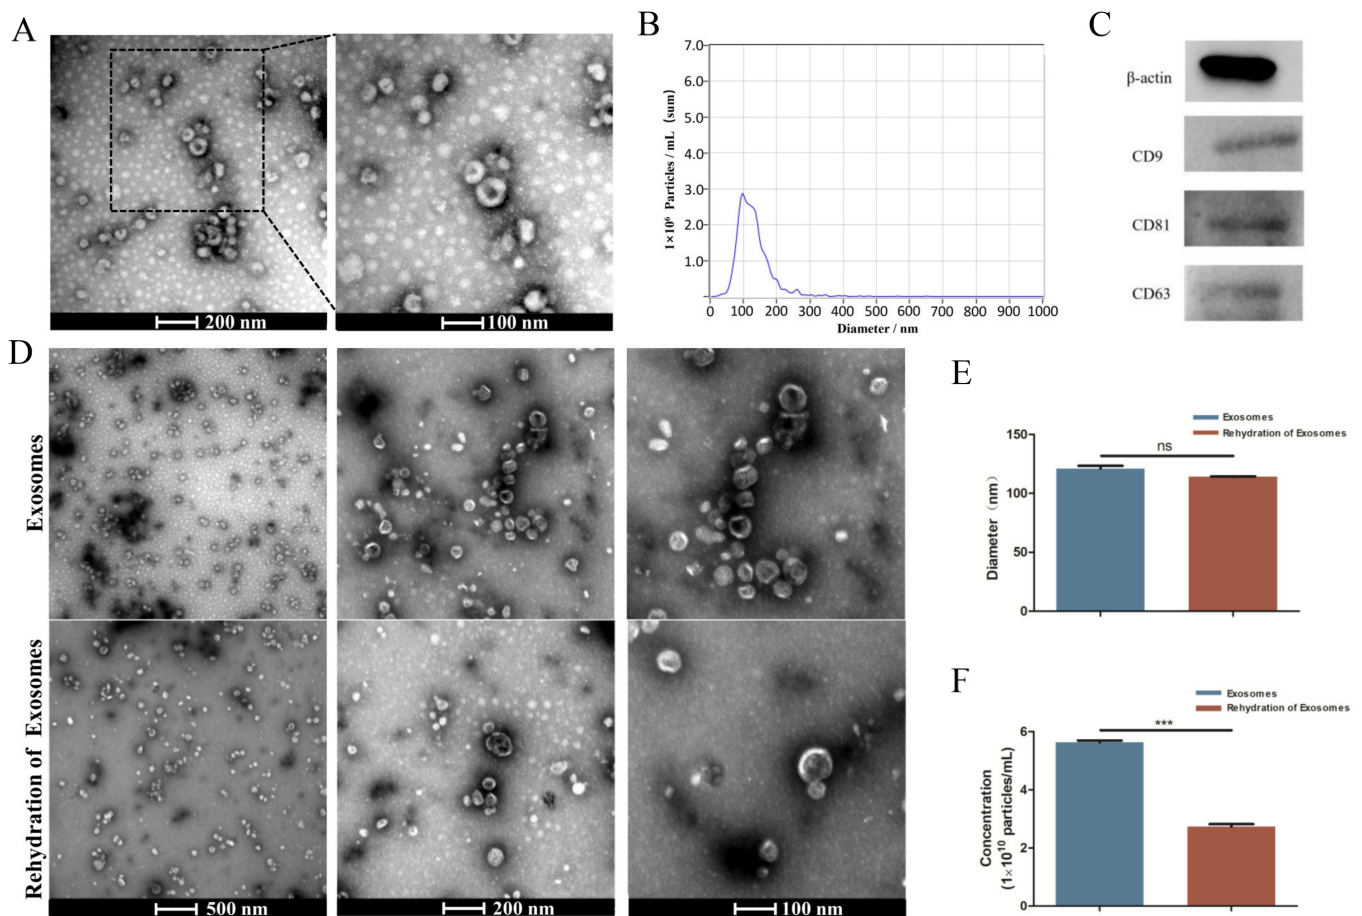 A
200 nm
100 nm
B
7.0
6.0
5.0
4.0
3.0
2.0
1.0
1×10⁶ Particles / mL (sum)
0 100 200 300 400 500 600 700 800 900 1000
Diameter / nm
C
β-actin
CD9
CD81
CD63
D
Exosomes
Rehydration of Exosomes
500 nm
200 nm
100 nm
E
Exosomes
Rehydration of Exosomes
150
100
50
0
Diameter（nm）
ns
F
Exosomes
Rehydration of Exosomes
6
4
2
0
Concentration
(1×10¹⁰ particles/mL)
***